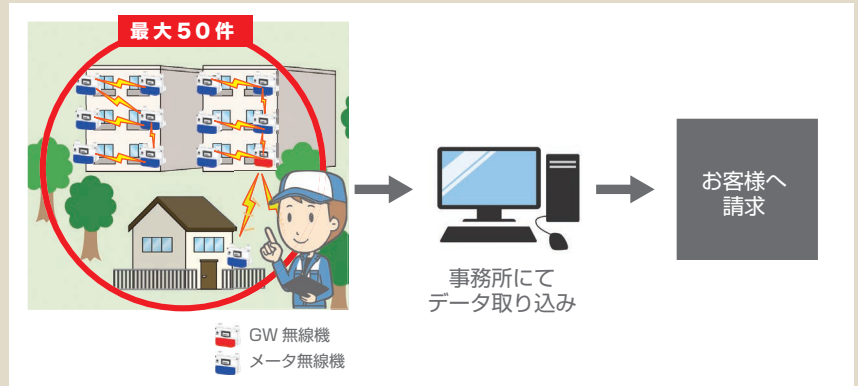 最大50件
GW 無線機
メータ無線機
事務所にて
データ取り込み
お客様へ
請求